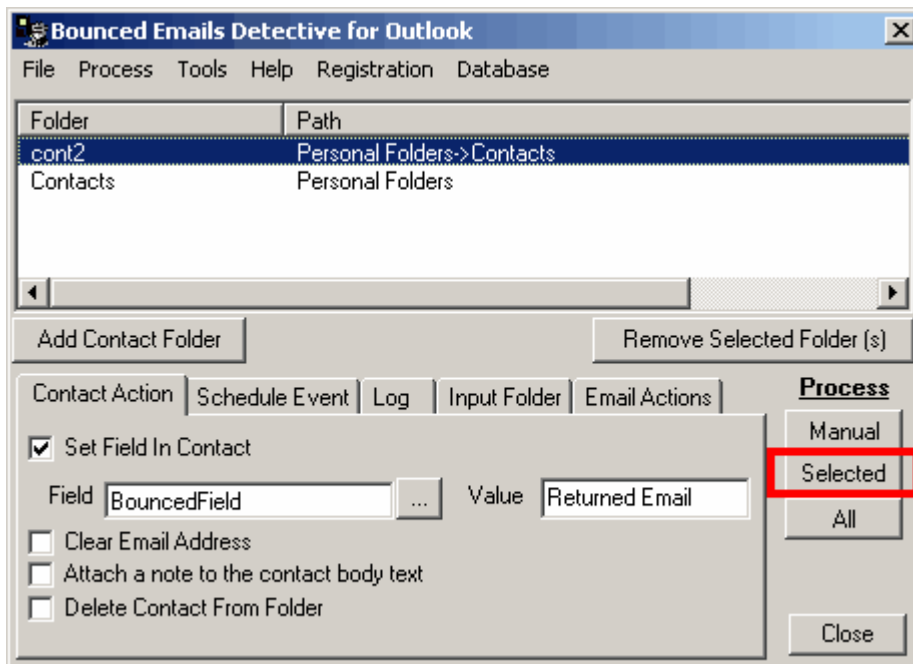 Bounced Emails Detective for Outlook
File Process Tools Help Registration Database
Folder Path
cont2 Personal Folders->Contacts
Contacts Personal Folders
Add Contact Folder Remove Selected Folder (s)
Contact Action Schedule Event Log Input Folder Email Actions
Process
Set Field In Contact
Manual
Field BouncedField ... Value Returned Email
Selected
All
Clear Email Address
Attach a note to the contact body text
Delete Contact From Folder
Close